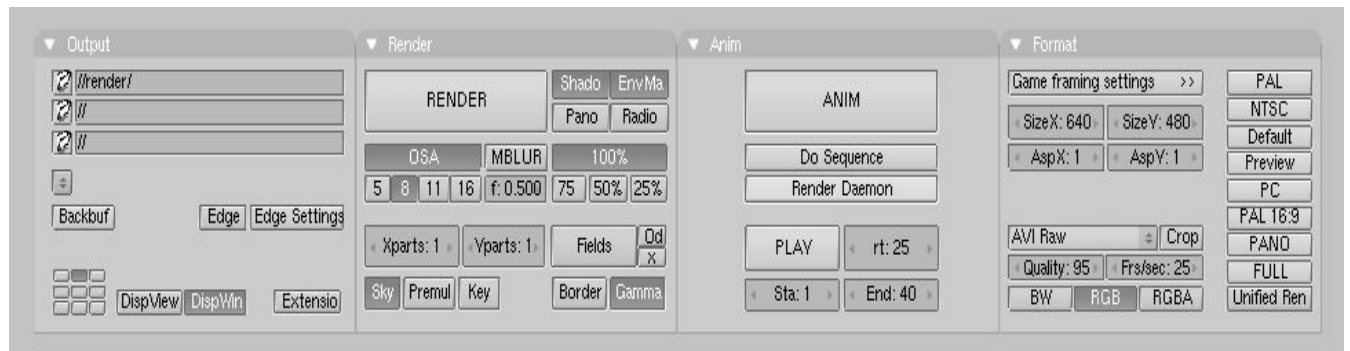 Output
//render/
//
//
Backbuf Edge Edge Settings
DispView DispWin Extensio
Render
RENDER
Shado EnvMa
Pano Radio
OSA MBLUR 100%
5 8 11 16 f: 0.500 75 50% 25%
Xparts: 1 Yparts: 1 Fields Od
X
Sky Premul Key Border Gamma
Anim
ANIM
Do Sequence
Render Daemon
PLAY rt: 25
Sta: 1 End: 40
Format
Game framing settings >>
SizeX: 640 SizeY: 480
AspX: 1 AspY: 1
AVI Raw Crop
Quality: 95 Frs/sec: 25
BW RGB RGBA
PAL
NTSC
Default
Preview
PC
PAL 16:9
PANO
FULL
Unified Ren